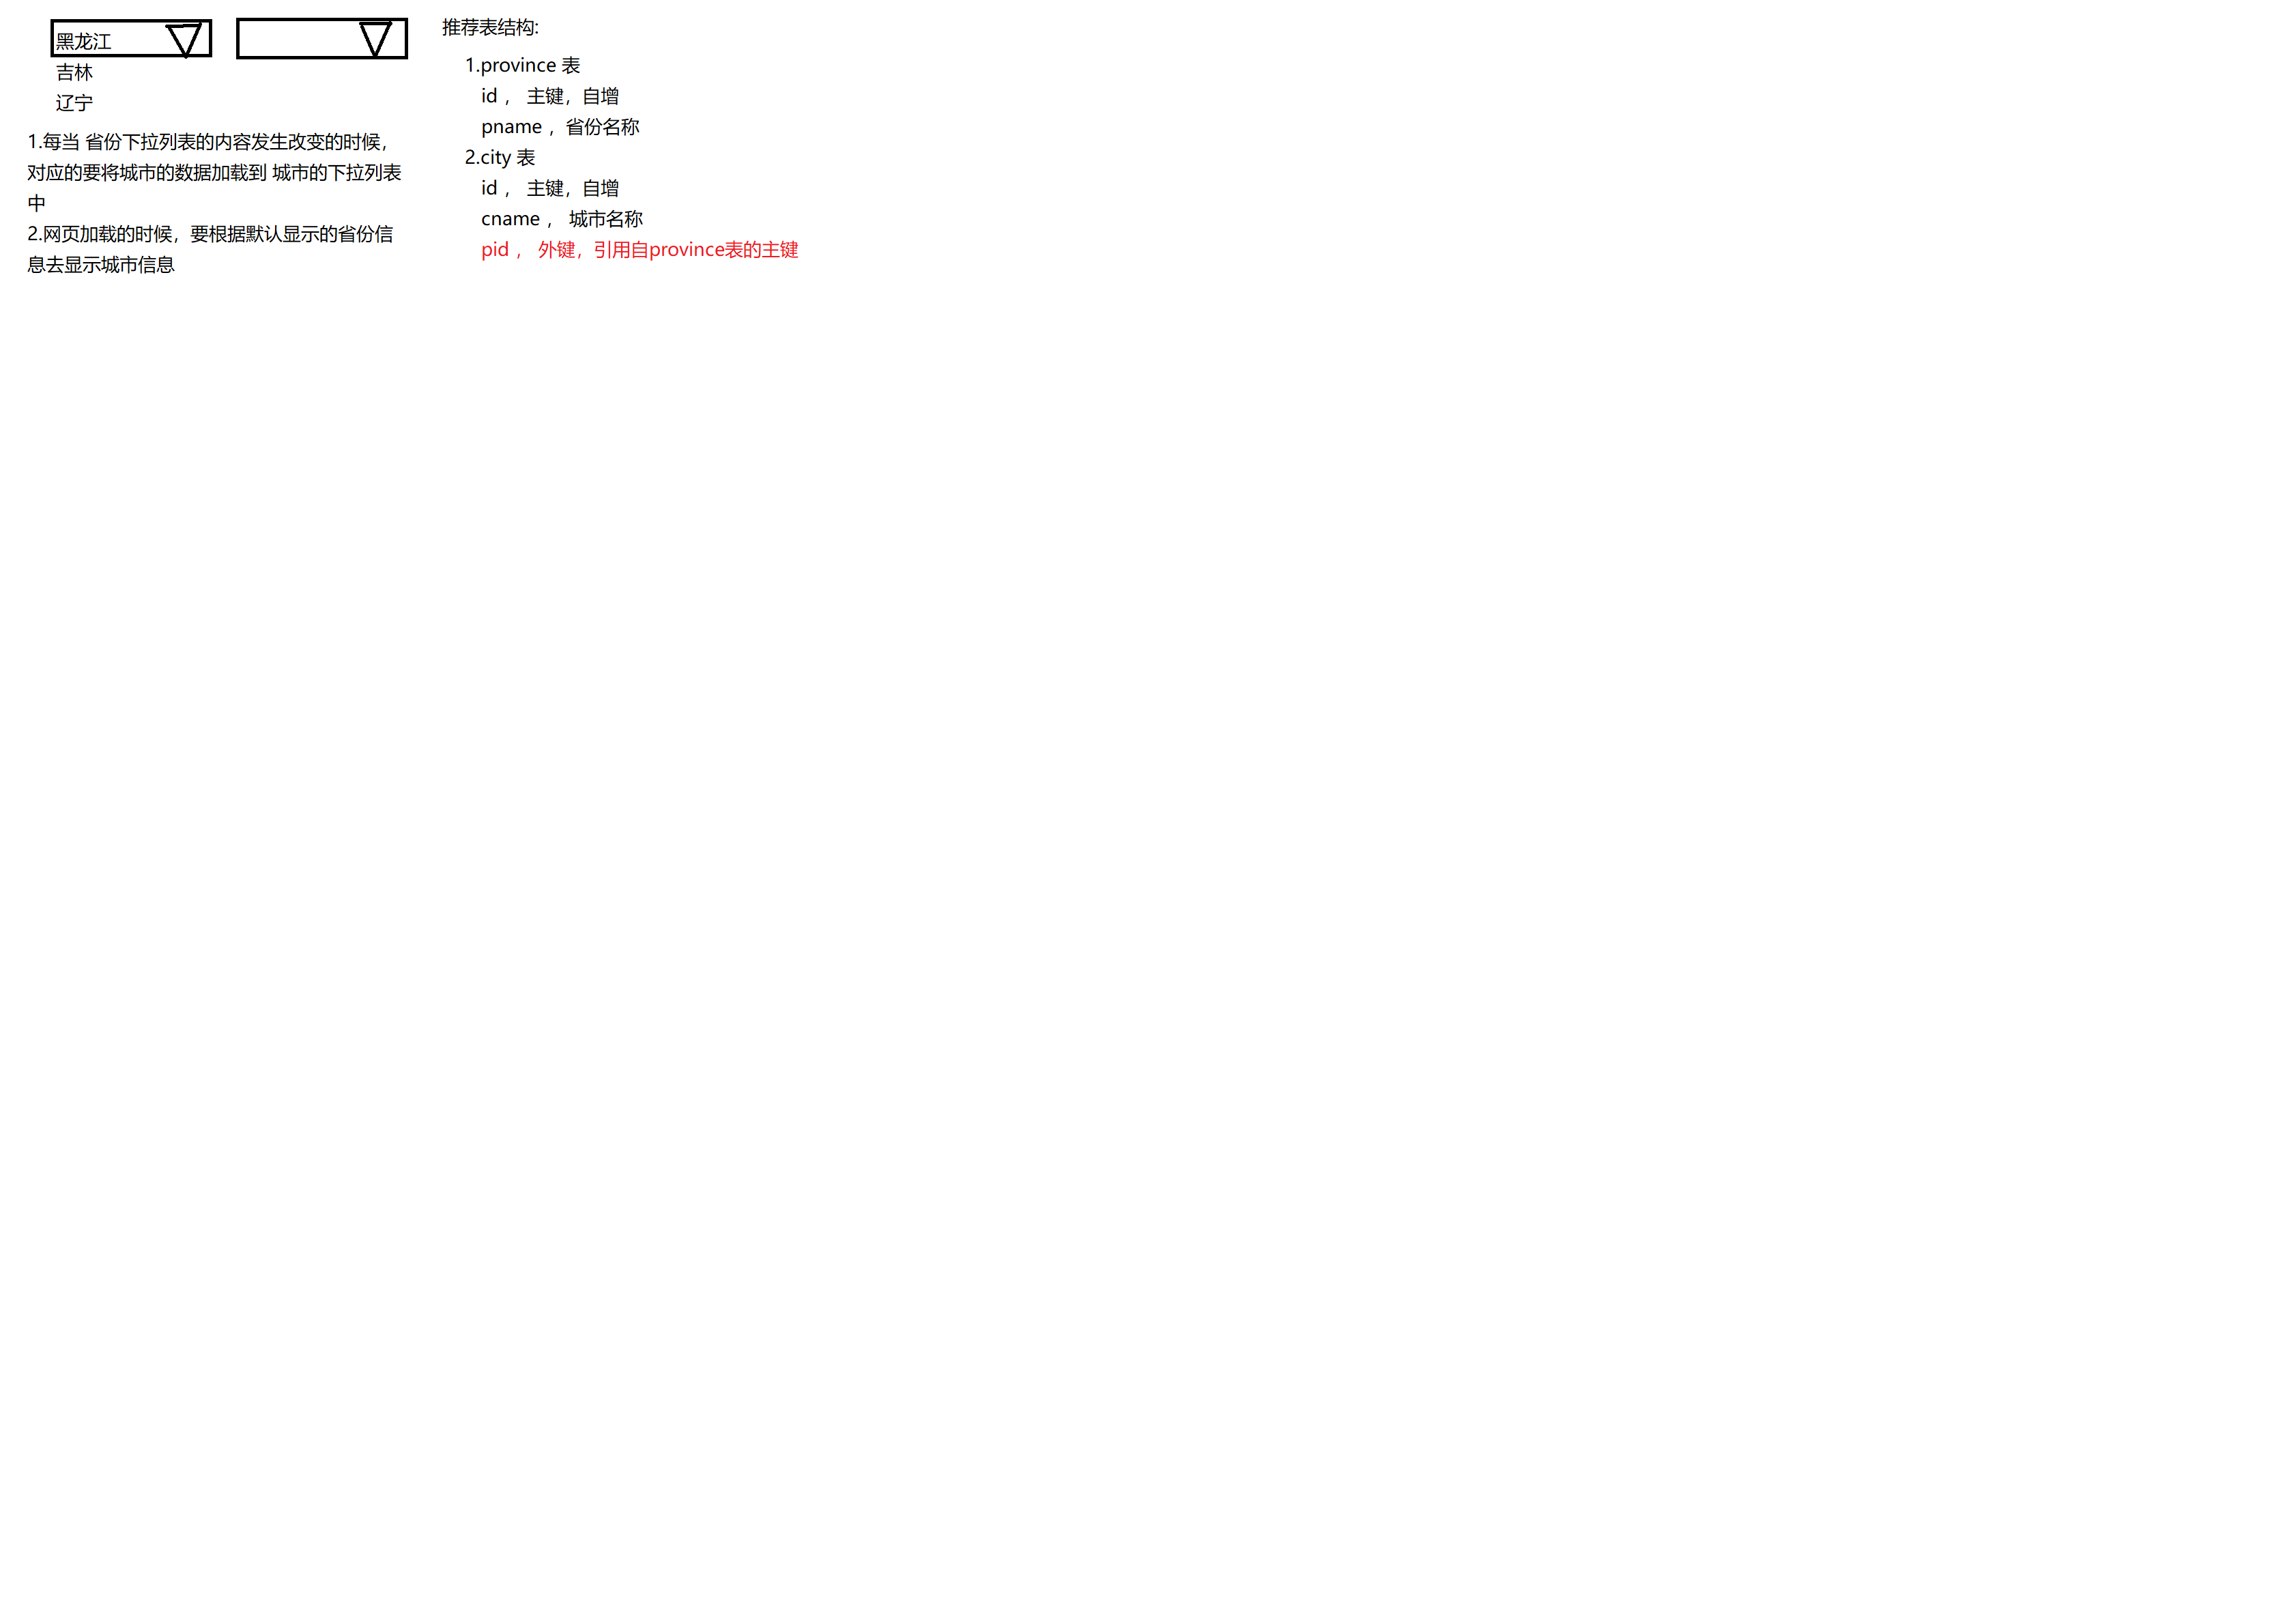 黑龙江
吉林
辽宁
1.每当 省份下拉列表的内容发生改变的时候，
对应的要将城市的数据加载到 城市的下拉列表
中
2.网页加载的时候，要根据默认显示的省份信
息去显示城市信息
推荐表结构:
1.province 表
id ， 主键，自增
pname ，省份名称
2.city 表
id ， 主键，自增
cname ， 城市名称
pid ， 外键，引用自province表的主键